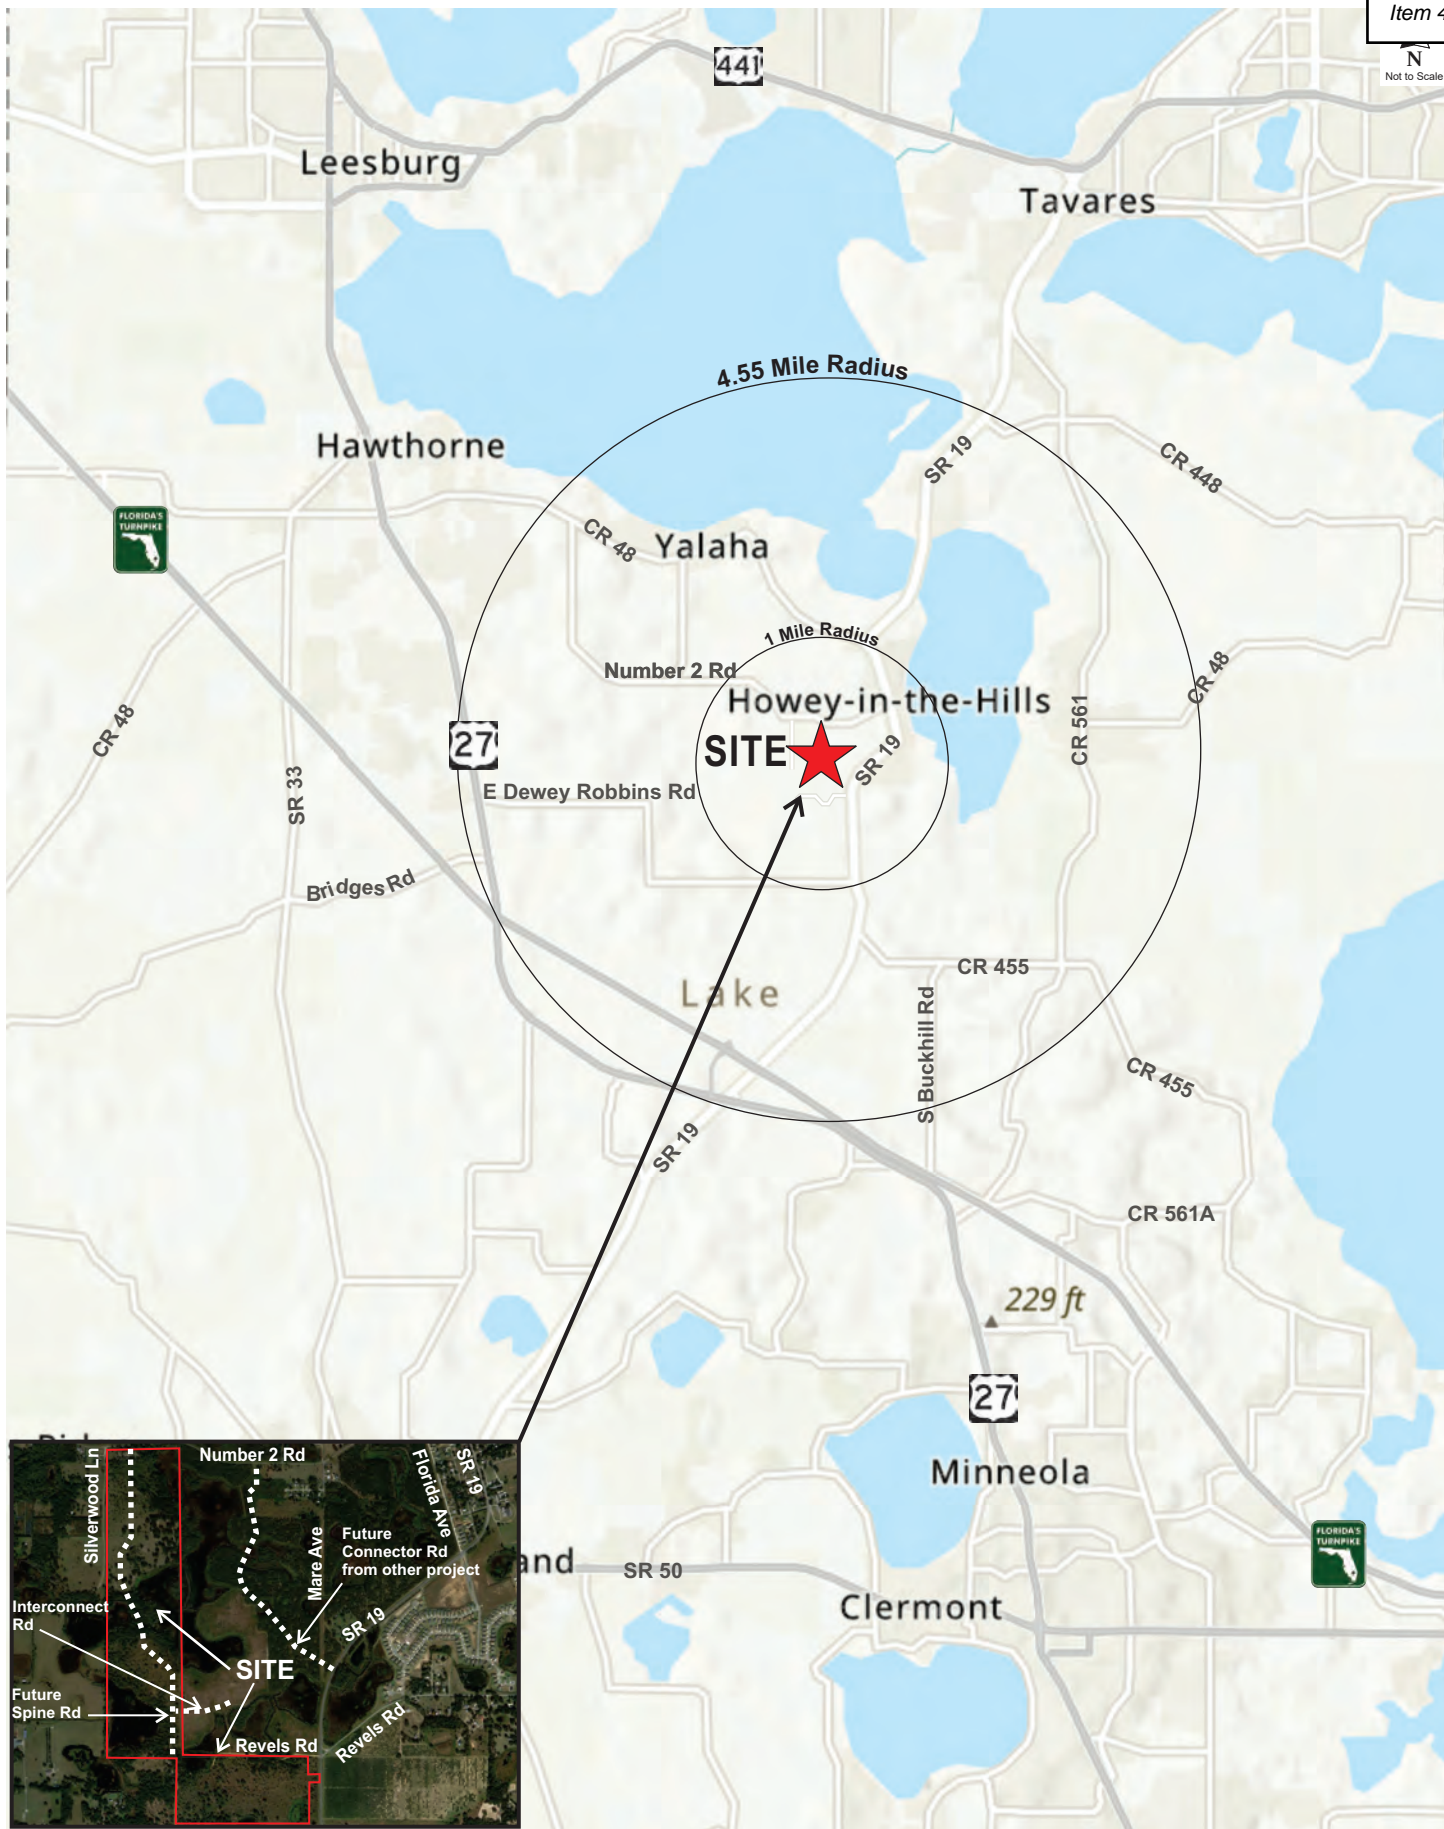 Item 4
N
Not to Scale
441
Leesburg
Tavares
4.55 Mile Radius
Hawthorne
SR 19
CR 448
FLORIDA'S
TURNPIKE
CR 48
Yalaha
1 Mile Radius
Number 2 Rd
CR 48
Howey-in-the-Hills
CR 48
27
SITE
SR 19
CR 561
SR 33
E Dewey Robbins Rd
Bridges Rd
CR 455
Lake
S Buckhill Rd
CR 455
SR 19
CR 561A
229 ft
27
Minneola
FLORIDA'S
TURNPIKE
and
SR 50
Clermont
Silverwood Ln
Number 2 Rd
Florida Ave
SR 19
Mare Ave
Future
Connector Rd
from other project
Interconnect
Rd
SR 19
SITE
Future
Spine Rd
Revels Rd
Revels Rd